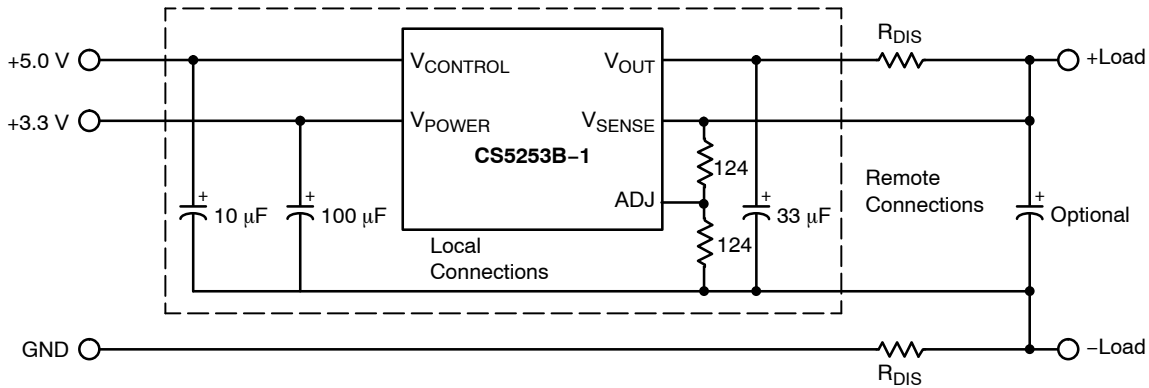 R_DIS
+5.0 V
V_CONTROL
V_OUT
+Load
+3.3 V
V_POWER
V_SENSE
CS5253B−1
124
Remote
Connections
ADJ
+
10 μF
+
100 μF
+
33 μF
+
Optional
124
Local
Connections
GND
−Load
R_DIS